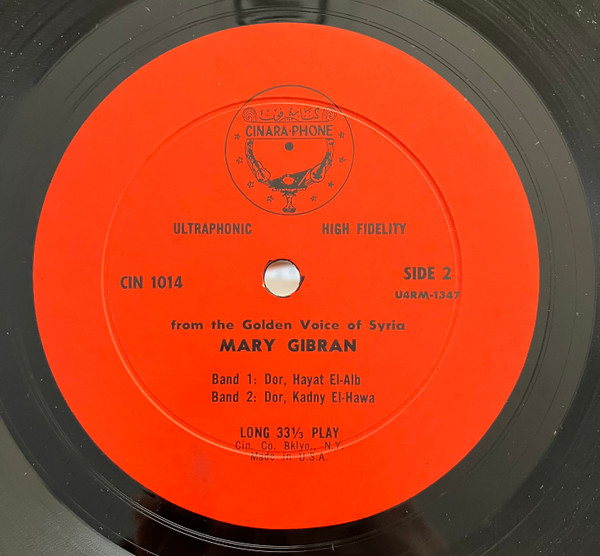 CINARA-PHONE
ULTRAPHONIC HIGH FIDELITY
CIN 1014
SIDE 2
U4RM-1347
from the Golden Voice of Syria
MARY GIBRAN
Band 1: Dor, Hayat El-Alb
Band 2: Dor, Kadny El-Hawa
LONG 33⅓ PLAY
Cin. Co. Bklyn., N.Y.
Made in U.S.A.